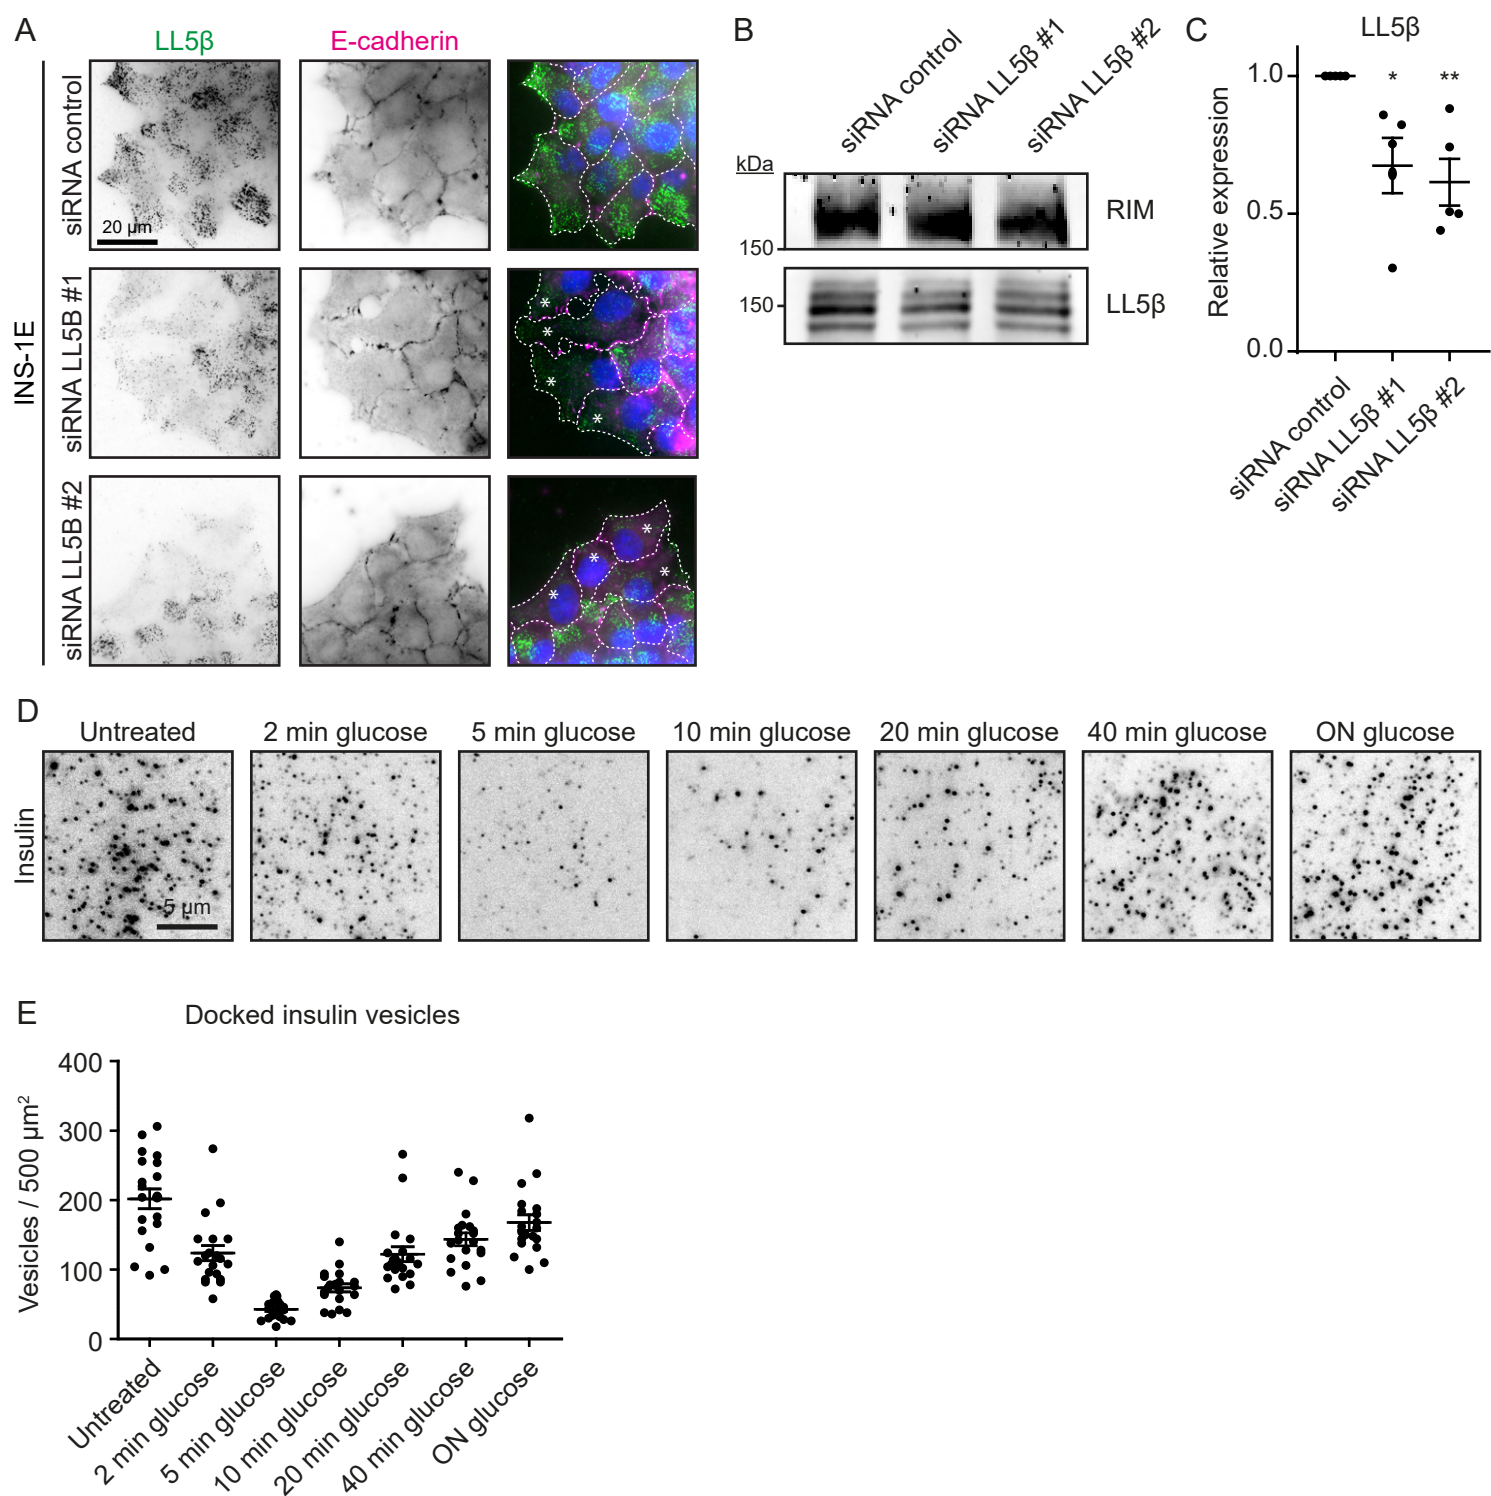 A
LL5β
E-cadherin
INS-1E
siRNA control
20 µm
siRNA LL5B #1
*
*
*
*
siRNA LL5B #2
*
*
*
*
B
siRNA control
siRNA LL5β #1
siRNA LL5β #2
kDa
RIM
150
150
LL5β
C
LL5β
Relative expression
1.0
0.5
0.0
*
**
siRNA control
siRNA LL5β #1
siRNA LL5β #2
D
Untreated
2 min glucose
5 min glucose
10 min glucose
20 min glucose
40 min glucose
ON glucose
Insulin
5 µm
E
Docked insulin vesicles
Vesicles / 500 µm²
400
300
200
100
0
Untreated
2 min glucose
5 min glucose
10 min glucose
20 min glucose
40 min glucose
ON glucose